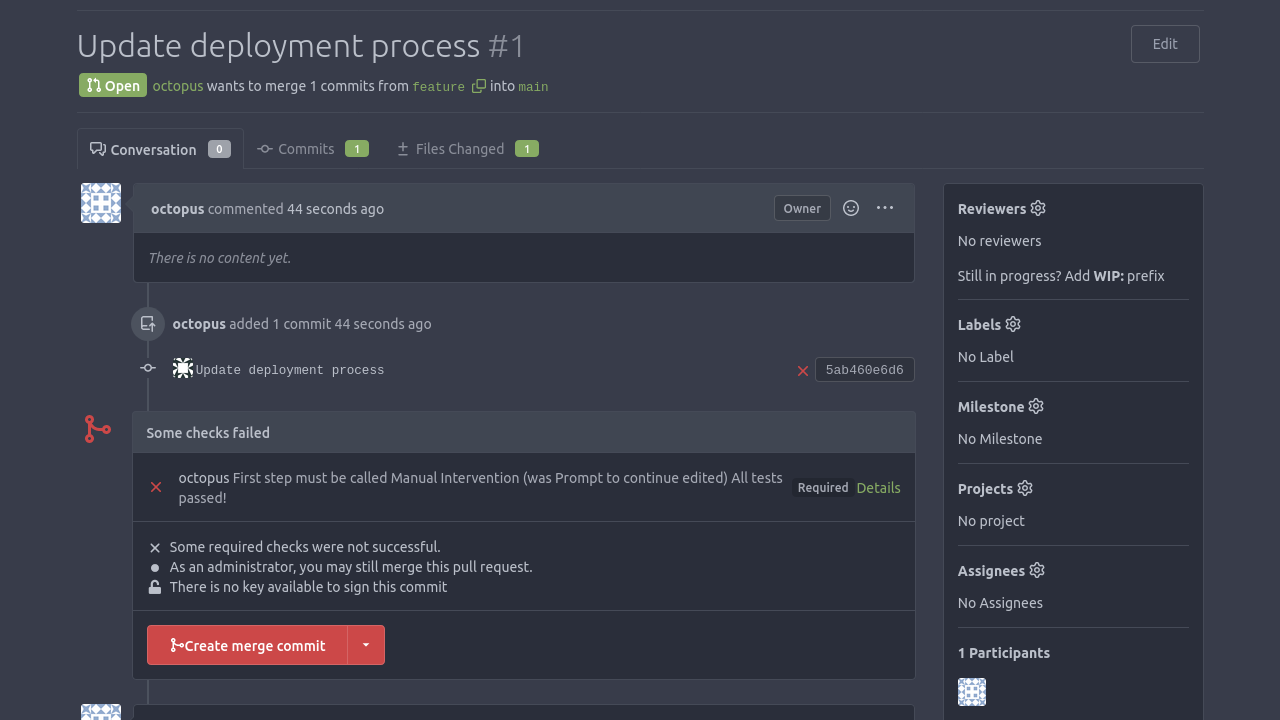 Update deployment process #1
Edit
Open octopus wants to merge 1 commits from feature into main
Conversation 0 Commits 1 Files Changed 1
octopus commented 44 seconds ago
Owner
There is no content yet.
octopus added 1 commit 44 seconds ago
Update deployment process
5ab460e6d6
Some checks failed
octopus First step must be called Manual Intervention (was Prompt to continue edited) All tests
passed!
Required Details
Some required checks were not successful.
As an administrator, you may still merge this pull request.
There is no key available to sign this commit
Create merge commit
Reviewers
No reviewers
Still in progress? Add WIP: prefix
Labels
No Label
Milestone
No Milestone
Projects
No project
Assignees
No Assignees
1 Participants